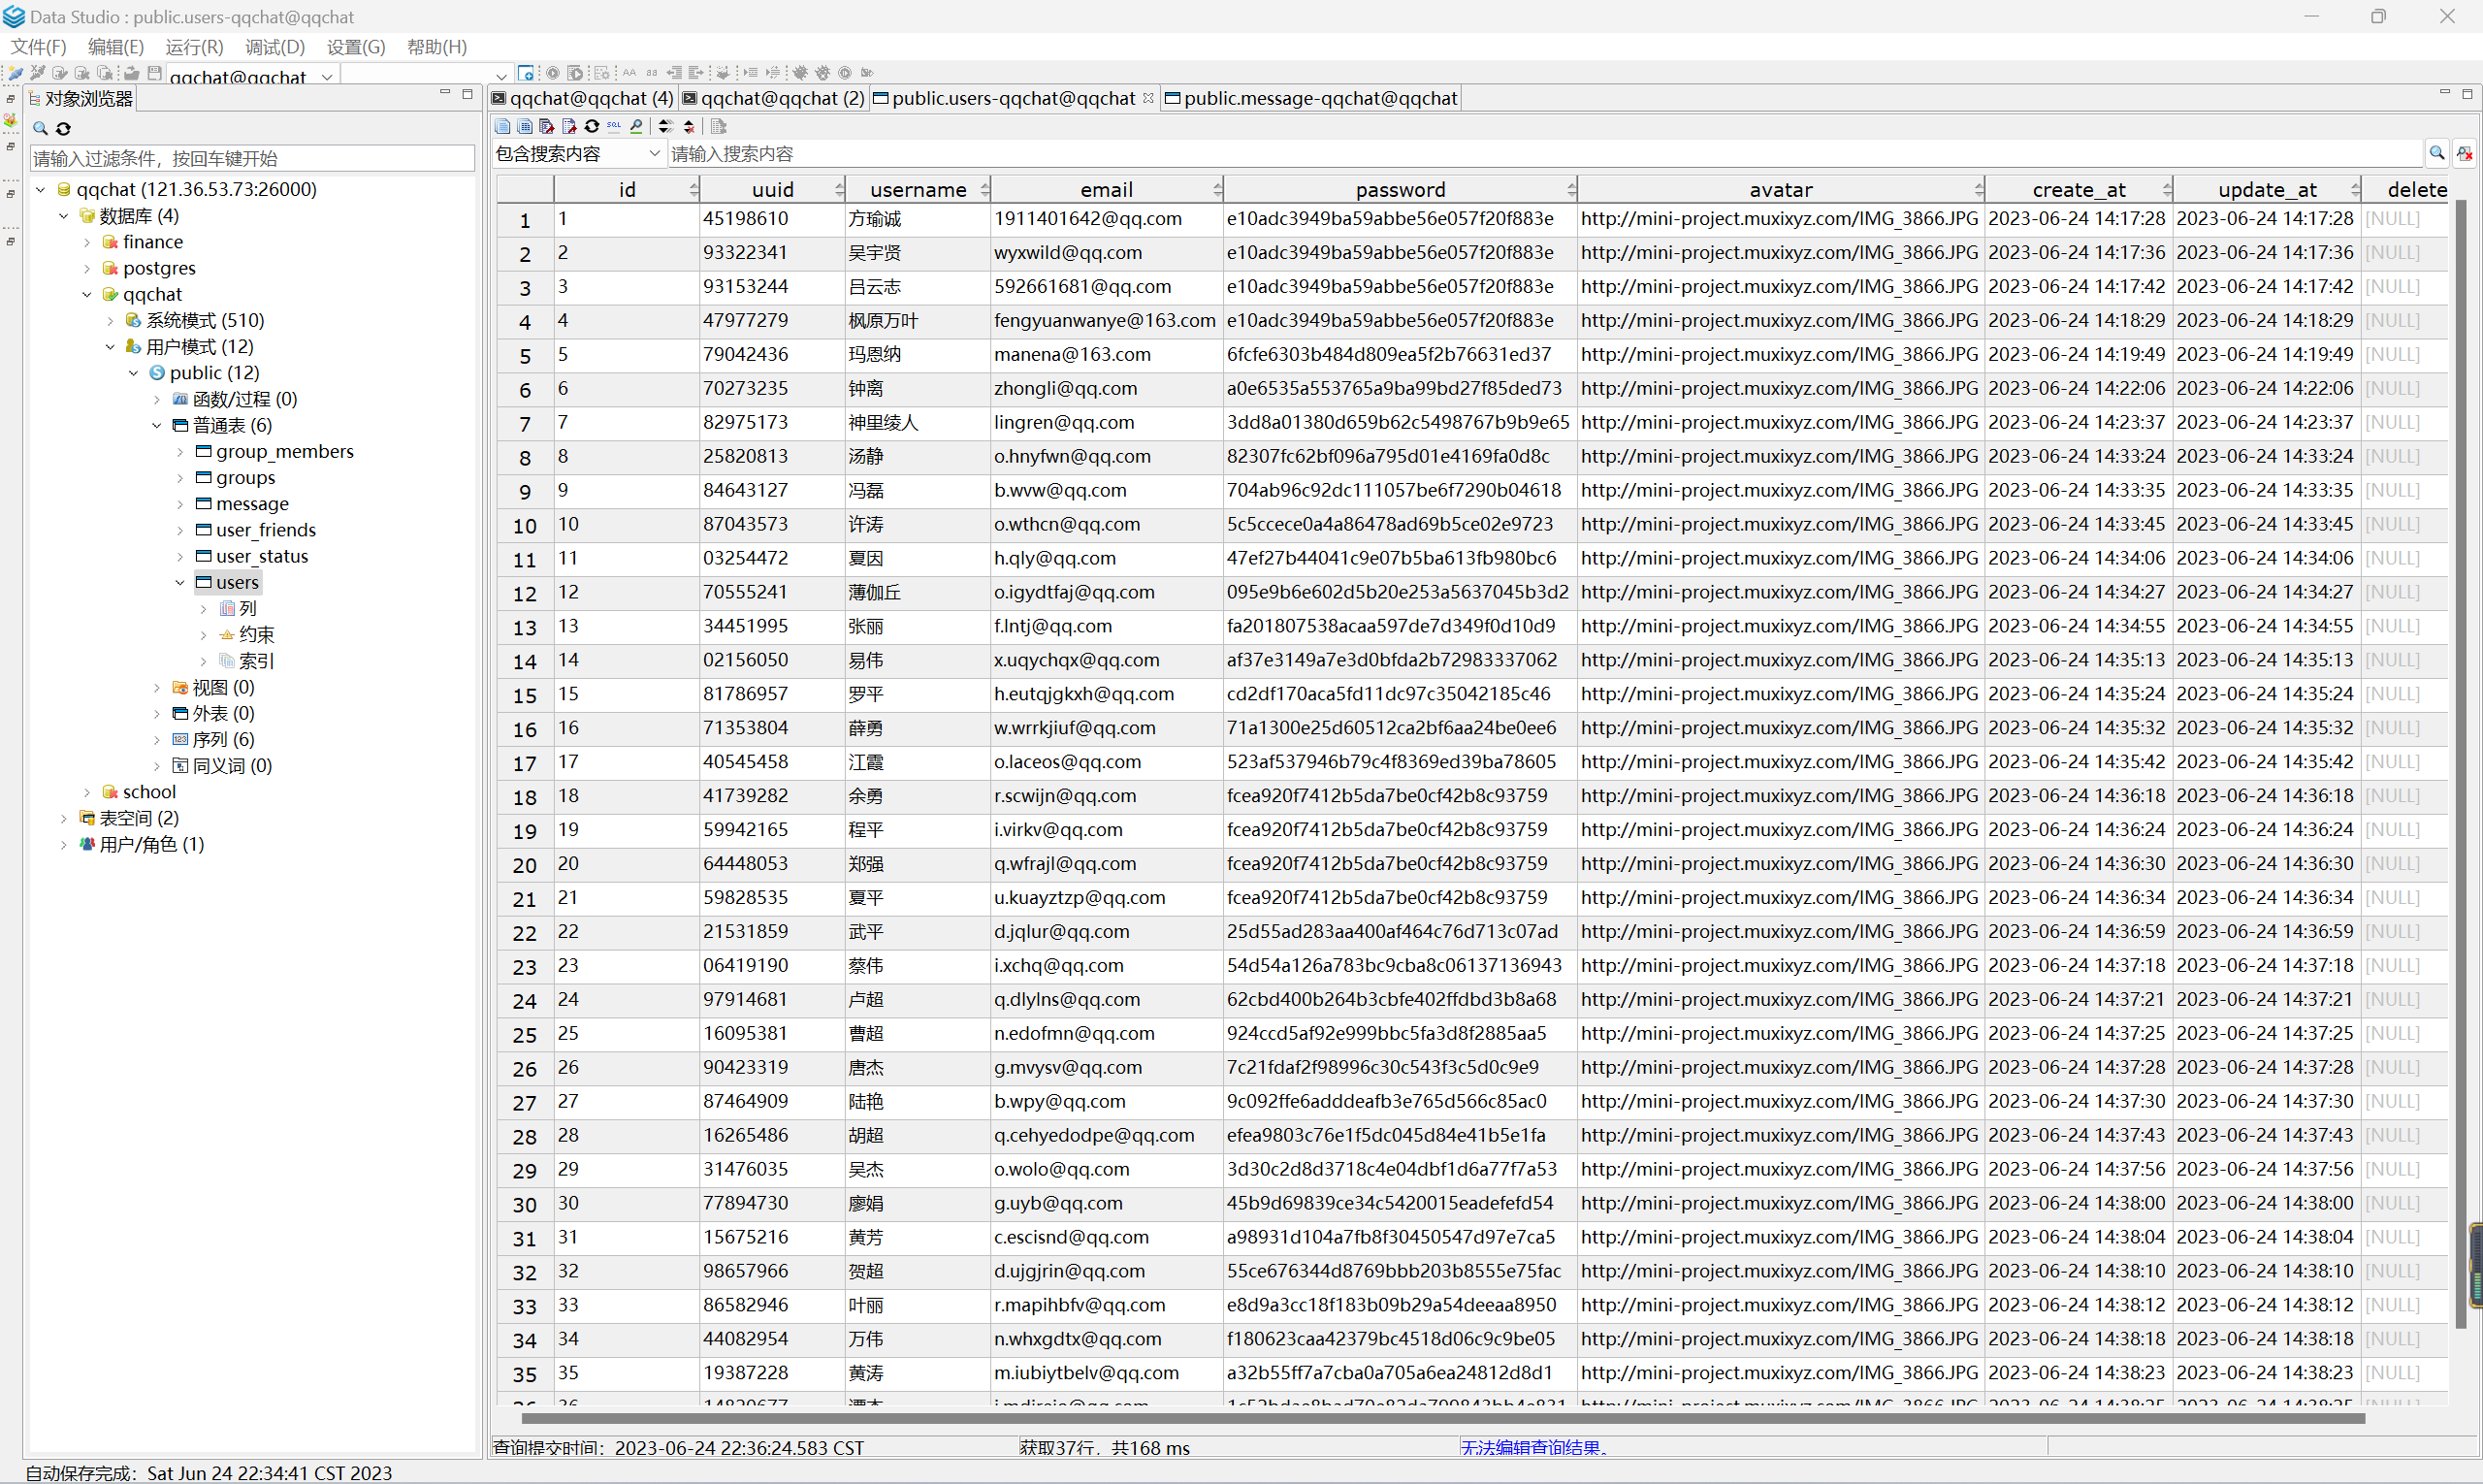 Data Studio : public.users-qqchat@qqchat
文件(F) 编辑(E) 运行(R) 调试(D) 设置(G) 帮助(H)
qqchat@qqchat
对象浏览器
请输入过滤条件，按回车键开始
qqchat (121.36.53.73:26000)
数据库 (4)
finance
postgres
qqchat
系统模式 (510)
用户模式 (12)
public (12)
函数/过程 (0)
普通表 (6)
group_members
groups
message
user_friends
user_status
users
列
约束
索引
视图 (0)
外表 (0)
序列 (6)
同义词 (0)
school
表空间 (2)
用户/角色 (1)
qqchat@qqchat (4) qqchat@qqchat (2) public.users-qqchat@qqchat public.message-qqchat@qqchat
包含搜索内容 请输入搜索内容
id uuid username email password avatar create_at update_at delete
1 1 45198610 方瑜诚 1911401642@qq.com e10adc3949ba59abbe56e057f20f883e http://mini-project.muxixyz.com/IMG_3866.JPG 2023-06-24 14:17:28 2023-06-24 14:17:28 [NULL]
2 2 93322341 吴宇贤 wyxwild@qq.com e10adc3949ba59abbe56e057f20f883e http://mini-project.muxixyz.com/IMG_3866.JPG 2023-06-24 14:17:36 2023-06-24 14:17:36 [NULL]
3 3 93153244 吕云志 592661681@qq.com e10adc3949ba59abbe56e057f20f883e http://mini-project.muxixyz.com/IMG_3866.JPG 2023-06-24 14:17:42 2023-06-24 14:17:42 [NULL]
4 4 47977279 枫原万叶 fengyuanwanye@163.com e10adc3949ba59abbe56e057f20f883e http://mini-project.muxixyz.com/IMG_3866.JPG 2023-06-24 14:18:29 2023-06-24 14:18:29 [NULL]
5 5 79042436 玛恩纳 manena@163.com 6fcfe6303b484d809ea5f2b76631ed37 http://mini-project.muxixyz.com/IMG_3866.JPG 2023-06-24 14:19:49 2023-06-24 14:19:49 [NULL]
6 6 70273235 钟离 zhongli@qq.com a0e6535a553765a9ba99bd27f85ded73 http://mini-project.muxixyz.com/IMG_3866.JPG 2023-06-24 14:22:06 2023-06-24 14:22:06 [NULL]
7 7 82975173 神里绫人 lingren@qq.com 3dd8a01380d659b62c5498767b9b9e65 http://mini-project.muxixyz.com/IMG_3866.JPG 2023-06-24 14:23:37 2023-06-24 14:23:37 [NULL]
8 8 25820813 汤静 o.hnyfwn@qq.com 82307fc62bf096a795d01e4169fa0d8c http://mini-project.muxixyz.com/IMG_3866.JPG 2023-06-24 14:33:24 2023-06-24 14:33:24 [NULL]
9 9 84643127 冯磊 b.wvw@qq.com 704ab96c92dc111057be6f7290b04618 http://mini-project.muxixyz.com/IMG_3866.JPG 2023-06-24 14:33:35 2023-06-24 14:33:35 [NULL]
10 10 87043573 许涛 o.wthcn@qq.com 5c5ccece0a4a86478ad69b5ce02e9723 http://mini-project.muxixyz.com/IMG_3866.JPG 2023-06-24 14:33:45 2023-06-24 14:33:45 [NULL]
11 11 03254472 夏因 h.qly@qq.com 47ef27b44041c9e07b5ba613fb980bc6 http://mini-project.muxixyz.com/IMG_3866.JPG 2023-06-24 14:34:06 2023-06-24 14:34:06 [NULL]
12 12 70555241 薄伽丘 o.igydtfaj@qq.com 095e9b6e602d5b20e253a5637045b3d2 http://mini-project.muxixyz.com/IMG_3866.JPG 2023-06-24 14:34:27 2023-06-24 14:34:27 [NULL]
13 13 34451995 张丽 f.lntj@qq.com fa201807538acaa597de7d349f0d10d9 http://mini-project.muxixyz.com/IMG_3866.JPG 2023-06-24 14:34:55 2023-06-24 14:34:55 [NULL]
14 14 02156050 易伟 x.uqychqx@qq.com af37e3149a7e3d0bfda2b72983337062 http://mini-project.muxixyz.com/IMG_3866.JPG 2023-06-24 14:35:13 2023-06-24 14:35:13 [NULL]
15 15 81786957 罗平 h.eutqjgkxh@qq.com cd2df170aca5fd11dc97c35042185c46 http://mini-project.muxixyz.com/IMG_3866.JPG 2023-06-24 14:35:24 2023-06-24 14:35:24 [NULL]
16 16 71353804 薛勇 w.wrrkjiuf@qq.com 71a1300e25d60512ca2bf6aa24be0ee6 http://mini-project.muxixyz.com/IMG_3866.JPG 2023-06-24 14:35:32 2023-06-24 14:35:32 [NULL]
17 17 40545458 江霞 o.laceos@qq.com 523af537946b79c4f8369ed39ba78605 http://mini-project.muxixyz.com/IMG_3866.JPG 2023-06-24 14:35:42 2023-06-24 14:35:42 [NULL]
18 18 41739282 余勇 r.scwijn@qq.com fcea920f7412b5da7be0cf42b8c93759 http://mini-project.muxixyz.com/IMG_3866.JPG 2023-06-24 14:36:18 2023-06-24 14:36:18 [NULL]
19 19 59942165 程平 i.virkv@qq.com fcea920f7412b5da7be0cf42b8c93759 http://mini-project.muxixyz.com/IMG_3866.JPG 2023-06-24 14:36:24 2023-06-24 14:36:24 [NULL]
20 20 64448053 郑强 q.wfrajl@qq.com fcea920f7412b5da7be0cf42b8c93759 http://mini-project.muxixyz.com/IMG_3866.JPG 2023-06-24 14:36:30 2023-06-24 14:36:30 [NULL]
21 21 59828535 夏平 u.kuayztzp@qq.com fcea920f7412b5da7be0cf42b8c93759 http://mini-project.muxixyz.com/IMG_3866.JPG 2023-06-24 14:36:34 2023-06-24 14:36:34 [NULL]
22 22 21531859 武平 d.jqlur@qq.com 25d55ad283aa400af464c76d713c07ad http://mini-project.muxixyz.com/IMG_3866.JPG 2023-06-24 14:36:59 2023-06-24 14:36:59 [NULL]
23 23 06419190 蔡伟 i.xchq@qq.com 54d54a126a783bc9cba8c06137136943 http://mini-project.muxixyz.com/IMG_3866.JPG 2023-06-24 14:37:18 2023-06-24 14:37:18 [NULL]
24 24 97914681 卢超 q.dlylns@qq.com 62cbd400b264b3cbfe402ffdbd3b8a68 http://mini-project.muxixyz.com/IMG_3866.JPG 2023-06-24 14:37:21 2023-06-24 14:37:21 [NULL]
25 25 16095381 曹超 n.edofmn@qq.com 924ccd5af92e999bbc5fa3d8f2885aa5 http://mini-project.muxixyz.com/IMG_3866.JPG 2023-06-24 14:37:25 2023-06-24 14:37:25 [NULL]
26 26 90423319 唐杰 g.mvysv@qq.com 7c21fdaf2f98996c30c543f3c5d0c9e9 http://mini-project.muxixyz.com/IMG_3866.JPG 2023-06-24 14:37:28 2023-06-24 14:37:28 [NULL]
27 27 87464909 陆艳 b.wpy@qq.com 9c092ffe6adddeafb3e765d566c85ac0 http://mini-project.muxixyz.com/IMG_3866.JPG 2023-06-24 14:37:30 2023-06-24 14:37:30 [NULL]
28 28 16265486 胡超 q.cehyedodpe@qq.com efea9803c76e1f5dc045d84e41b5e1fa http://mini-project.muxixyz.com/IMG_3866.JPG 2023-06-24 14:37:43 2023-06-24 14:37:43 [NULL]
29 29 31476035 吴杰 o.wolo@qq.com 3d30c2d8d3718c4e04dbf1d6a77f7a53 http://mini-project.muxixyz.com/IMG_3866.JPG 2023-06-24 14:37:56 2023-06-24 14:37:56 [NULL]
30 30 77894730 廖娟 g.uyb@qq.com 45b9d69839ce34c5420015eadefefd54 http://mini-project.muxixyz.com/IMG_3866.JPG 2023-06-24 14:38:00 2023-06-24 14:38:00 [NULL]
31 31 15675216 黄芳 c.escisnd@qq.com a98931d104a7fb8f30450547d97e7ca5 http://mini-project.muxixyz.com/IMG_3866.JPG 2023-06-24 14:38:04 2023-06-24 14:38:04 [NULL]
32 32 98657966 贺超 d.ujgjrin@qq.com 55ce676344d8769bbb203b8555e75fac http://mini-project.muxixyz.com/IMG_3866.JPG 2023-06-24 14:38:10 2023-06-24 14:38:10 [NULL]
33 33 86582946 叶丽 r.mapihbfv@qq.com e8d9a3cc18f183b09b29a54deeaa8950 http://mini-project.muxixyz.com/IMG_3866.JPG 2023-06-24 14:38:12 2023-06-24 14:38:12 [NULL]
34 34 44082954 万伟 n.whxgdtx@qq.com f180623caa42379bc4518d06c9c9be05 http://mini-project.muxixyz.com/IMG_3866.JPG 2023-06-24 14:38:18 2023-06-24 14:38:18 [NULL]
35 35 19387228 黄涛 m.iubiytbelv@qq.com a32b55ff7a7cba0a705a6ea24812d8d1 http://mini-project.muxixyz.com/IMG_3866.JPG 2023-06-24 14:38:23 2023-06-24 14:38:23 [NULL]
查询提交时间：2023-06-24 22:36:24.583 CST 获取37行，共168 ms 无法编辑查询结果。
自动保存完成：Sat Jun 24 22:34:41 CST 2023